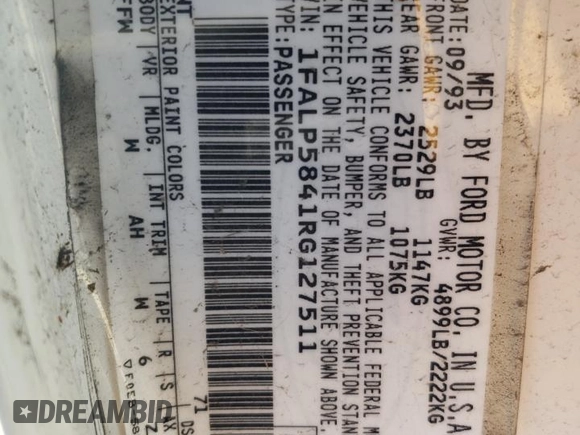 MFD. BY FORD MOTOR CO. IN U.S.A
DATE: 09/93 GVWR: 4899LB/2222KG
FRONT GAWR: 2529LB 1147KG
REAR GAWR: 2370LB 1075KG
THIS VEHICLE CONFORMS TO ALL APPLICABLE FEDERAL M
VEHICLE SAFETY, BUMPER, AND THEFT PREVENTION STAN
IN EFFECT ON THE DATE OF MANUFACTURE SHOWN ABOVE.
VIN: 1FALP5841RG127511
TYPE: PASSENGER
71
EXTERIOR PAINT COLORS DS
BODY VR MLDG. INT TRIM TAPE R S AX
FFW W AH W 6 Z
DREAMBID